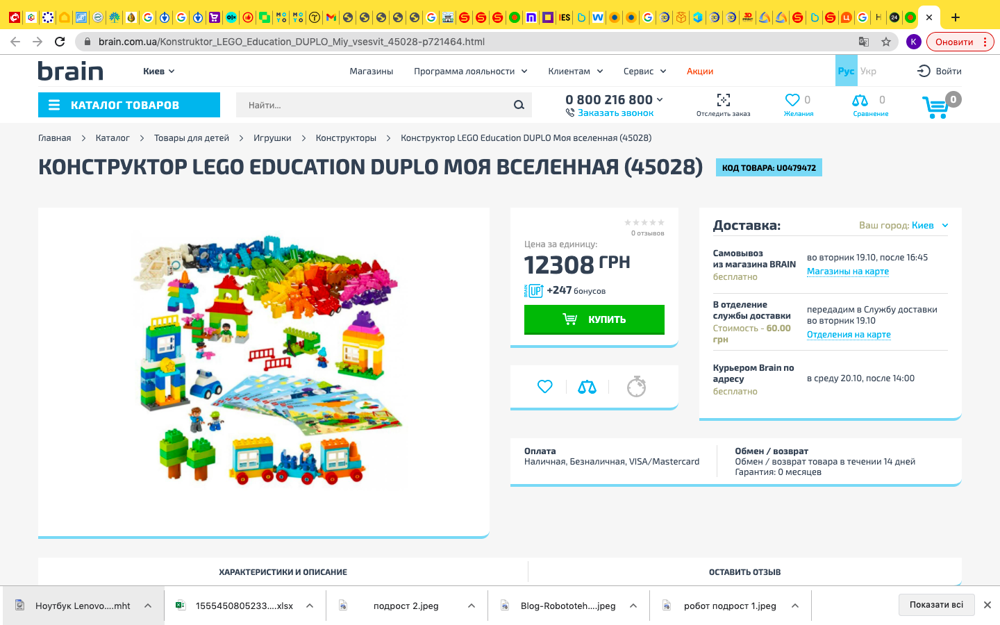 IES
24
brain.com.ua/Konstruktor_LEGO_Education_DUPLO_Miy_vsesvit_45028-p721464.html
K
Оновити
brain
Киев
Магазины
Программа лояльности
Клиентам
Сервис
Акции
Рус
Укр
Войти
КАТАЛОГ ТОВАРОВ
Найти...
0 800 216 800
Заказать звонок
Отследить заказ
0
Желания
0
Сравнение
0
Главная
Каталог
Товары для детей
Игрушки
Конструкторы
Конструктор LEGO Education DUPLO Моя вселенная (45028)
КОНСТРУКТОР LEGO EDUCATION DUPLO МОЯ ВСЕЛЕННАЯ (45028)
КОД ТОВАРА: U0479472
0 отзывов
Цена за единицу:
12308 ГРН
BRAIN UP +247 бонусов
КУПИТЬ
Доставка:
Ваш город: Киев
Самовывоз
из магазина BRAIN
бесплатно
во вторник 19.10, после 16:45
Магазины на карте
В отделение
службы доставки
Стоимость - 60.00
грн
передадим в Службу доставки
во вторник 19.10
Отделения на карте
Курьером Brain по
адресу
бесплатно
в среду 20.10, после 14:00
Оплата
Наличная, Безналичная, VISA/Mastercard
Обмен / возврат
Обмен / возврат товара в течении 14 дней
Гарантия: 0 месяцев
ХАРАКТЕРИСТИКИ И ОПИСАНИЕ
ОСТАВИТЬ ОТЗЫВ
Ноутбук Lenovo....mht
1555450805233....xlsx
подрост 2.jpeg
Blog-Robototeh....jpeg
робот подрост 1.jpeg
Показати всі